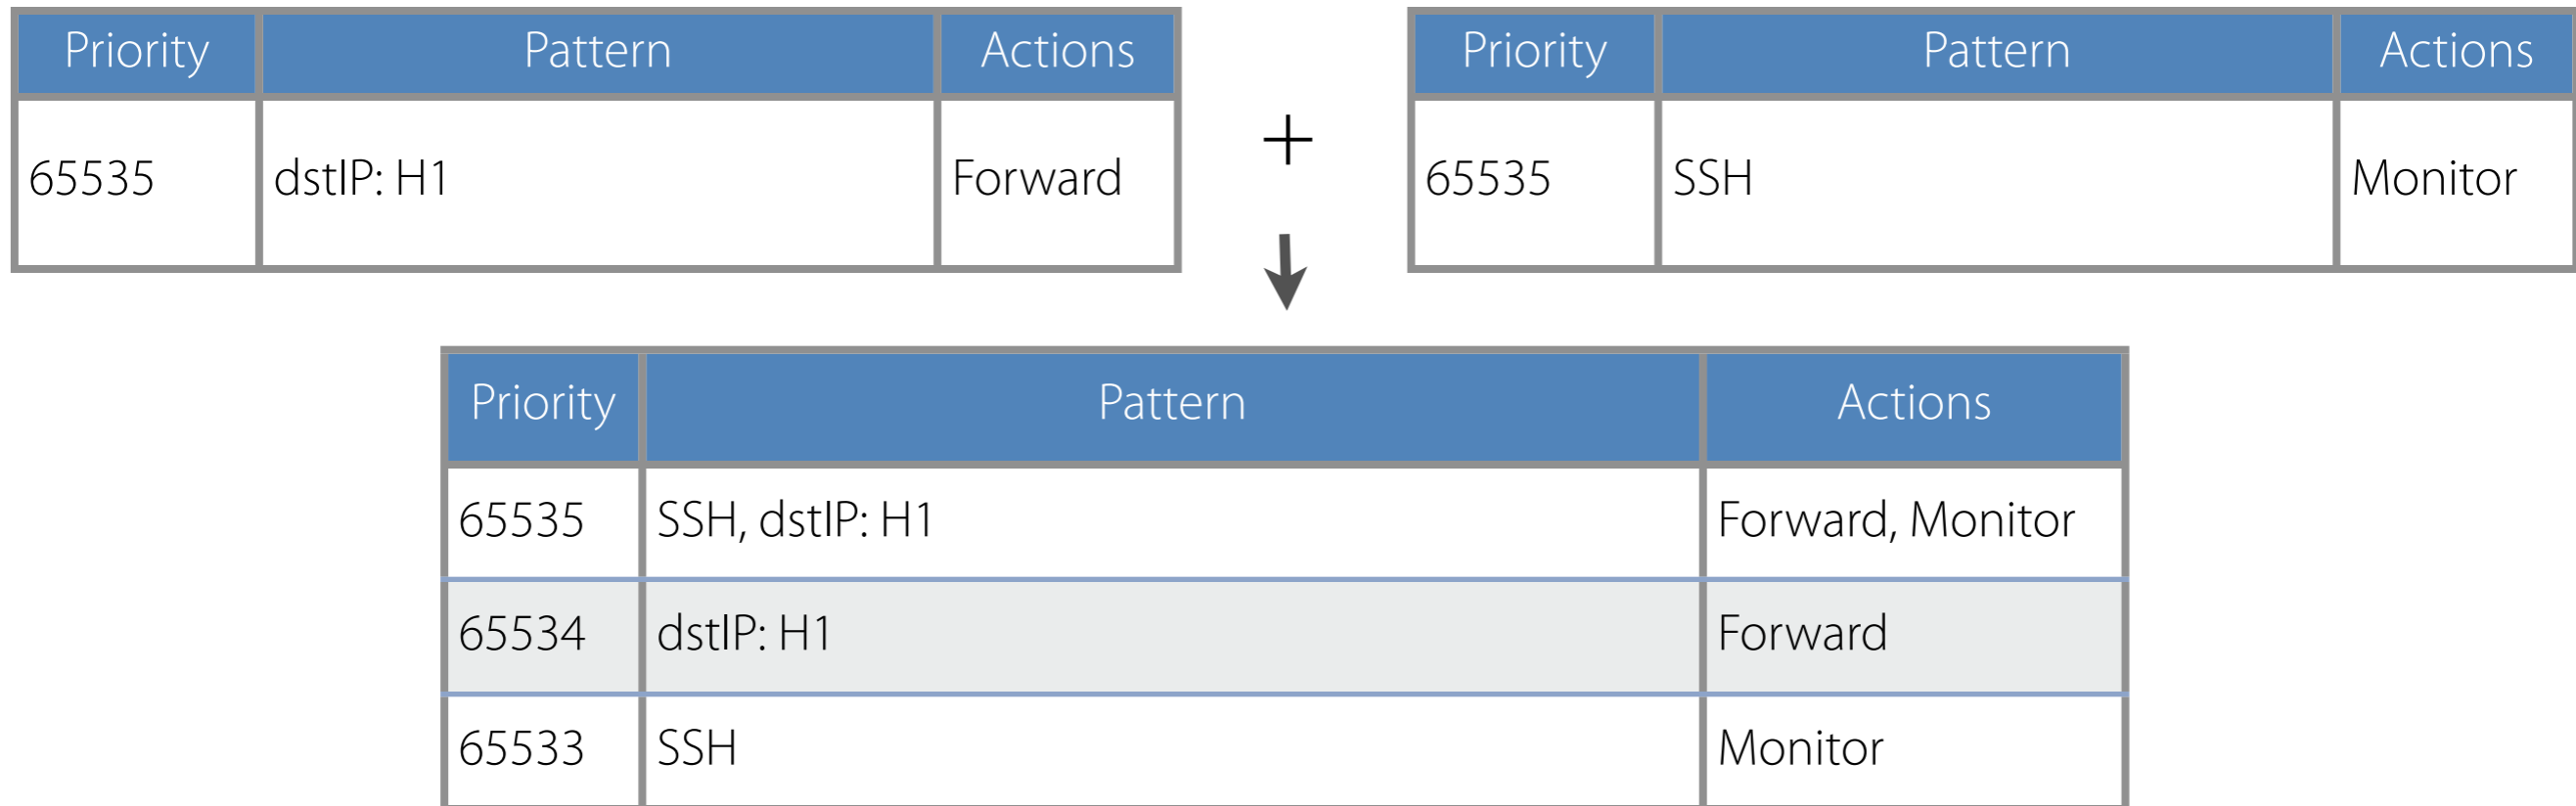 Priority Pattern Actions
65535 dstIP: H1 Forward
+
Priority Pattern Actions
65535 SSH Monitor
Priority Pattern Actions
65535 SSH, dstIP: H1 Forward, Monitor
65534 dstIP: H1 Forward
65533 SSH Monitor